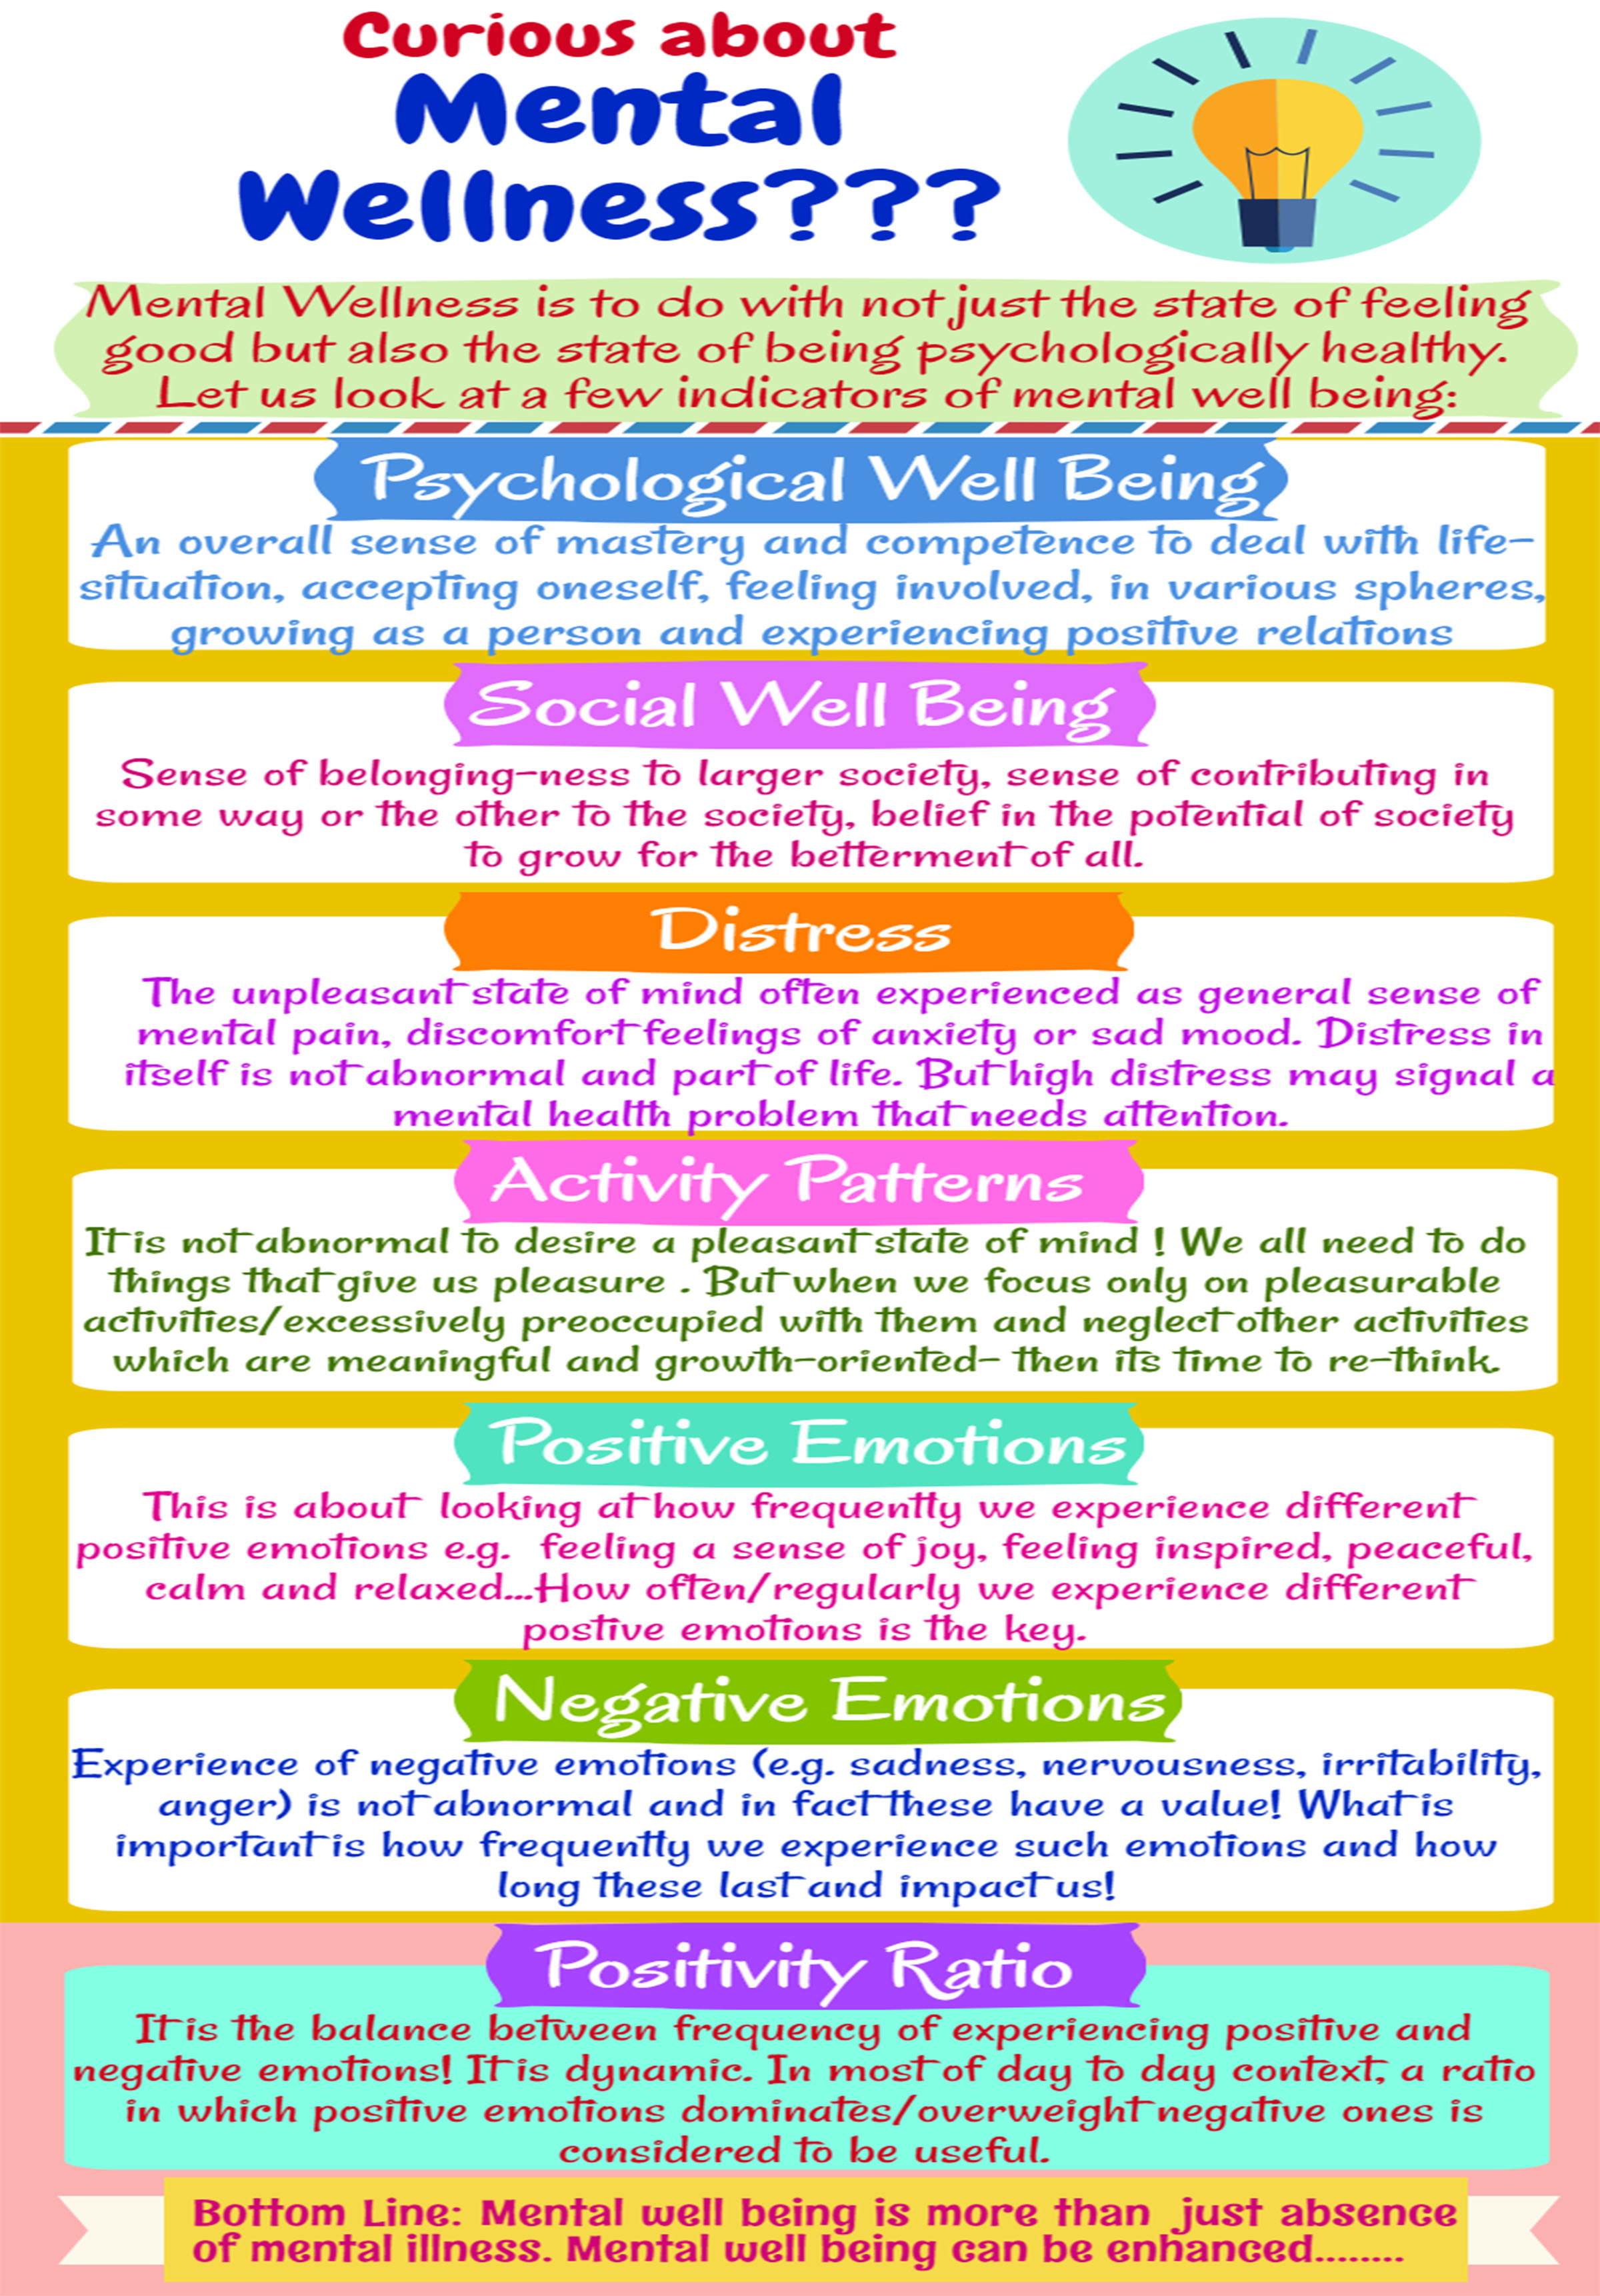 Curious about
Mental
Wellness???
Mental Wellness is to do with not just the state of feeling
good but also the state of being psychologically healthy.
Let us look at a few indicators of mental well being:
Psychological Well Being
An overall sense of mastery and competence to deal with life-
situation, accepting oneself, feeling involved, in various spheres,
growing as a person and experiencing positive relations
Social Well Being
Sense of belonging-ness to larger society, sense of contributing in
some way or the other to the society, belief in the potential of society
to grow for the betterment of all.
Distress
The unpleasant state of mind often experienced as general sense of
mental pain, discomfort feelings of anxiety or sad mood. Distress in
itself is not abnormal and part of life. But high distress may signal a
mental health problem that needs attention.
Activity Patterns
It is not abnormal to desire a pleasant state of mind ! We all need to do
things that give us pleasure . But when we focus only on pleasurable
activities/excessively preoccupied with them and neglect other activities
which are meaningful and growth-oriented- then its time to re-think.
Positive Emotions
This is about looking at how frequently we experience different
positive emotions e.g. feeling a sense of joy, feeling inspired, peaceful,
calm and relaxed...How often/regularly we experience different
postive emotions is the key.
Negative Emotions
Experience of negative emotions (e.g. sadness, nervousness, irritability,
anger) is not abnormal and in fact these have a value! What is
important is how frequently we experience such emotions and how
long these last and impact us!
Positivity Ratio
It is the balance between frequency of experiencing positive and
negative emotions! It is dynamic. In most of day to day context, a ratio
in which positive emotions dominates/overweight negative ones is
considered to be useful.
Bottom Line: Mental well being is more than just absence
of mental illness. Mental well being can be enhanced........